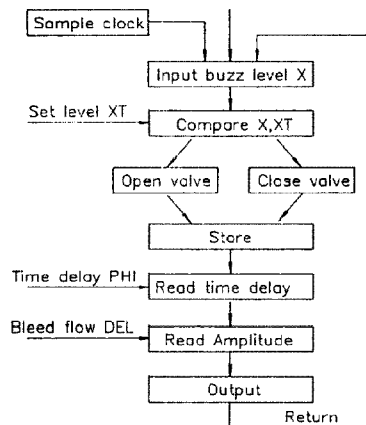 Sample clock
Input buzz level X
Set level XT
Compare X,XT
Open valve
Close valve
Store
Time delay PHI
Read time delay
Bleed flow DEL
Read Amplitude
Output
Return